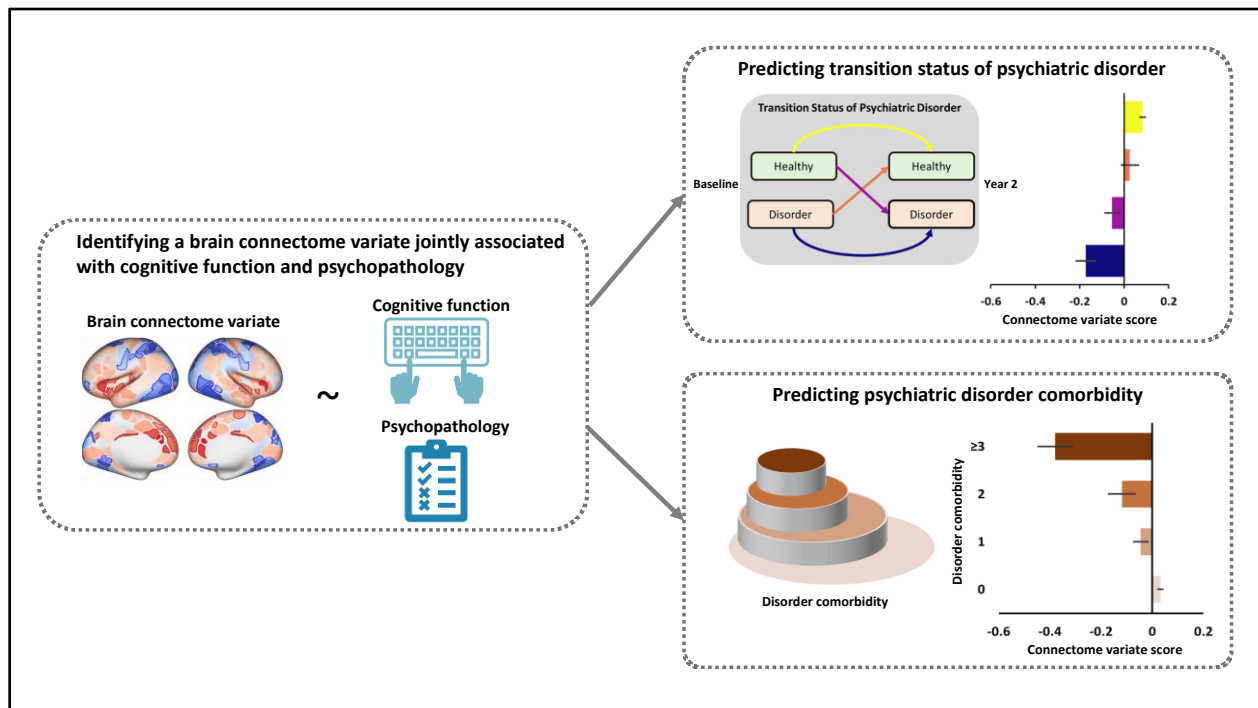 Identifying a brain connectome variate jointly associated
with cognitive function and psychopathology
Brain connectome variate
~
Cognitive function
Psychopathology
Predicting transition status of psychiatric disorder
Transition Status of Psychiatric Disorder
Baseline
Healthy
Healthy
Disorder
Disorder
Year 2
-0.6
-0.4
-0.2
0
0.2
Connectome variate score
Predicting psychiatric disorder comorbidity
Disorder comorbidity
Disorder comorbidity
≥3
2
1
0
-0.6
-0.4
-0.2
0
0.2
Connectome variate score